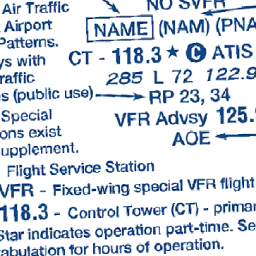 Air Traffic
NO SVFR
Airport
NAME (NAM) (PNA
Patterns.
CT - 118.3 ★ C ATIS
ys with
raffic
285 L 72 122.9
s (public use)
RP 23, 34
Special
VFR Advsy 125.
ons exist
AOE
upplement.
Flight Service Station
VFR - Fixed-wing special VFR flight
118.3 - Control Tower (CT) - primar
Star indicates operation part-time. Se
abulation for hours of operation.